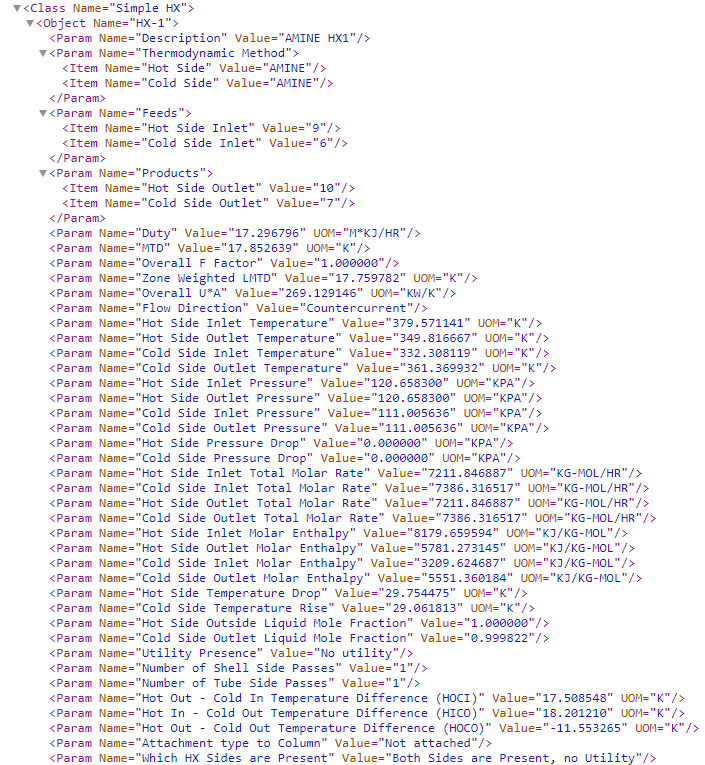 ▼<Class Name="Simple HX">
▼<Object Name="HX-1">
<Param Name="Description" Value="AMINE HX1"/>
▼<Param Name="Thermodynamic Method">
<Item Name="Hot Side" Value="AMINE"/>
<Item Name="Cold Side" Value="AMINE"/>
</Param>
▼<Param Name="Feeds">
<Item Name="Hot Side Inlet" Value="9"/>
<Item Name="Cold Side Inlet" Value="6"/>
</Param>
▼<Param Name="Products">
<Item Name="Hot Side Outlet" Value="10"/>
<Item Name="Cold Side Outlet" Value="7"/>
</Param>
<Param Name="Duty" Value="17.296796" UOM="M*KJ/HR"/>
<Param Name="MTD" Value="17.852639" UOM="K"/>
<Param Name="Overall F Factor" Value="1.000000"/>
<Param Name="Zone Weighted LMTD" Value="17.759782" UOM="K"/>
<Param Name="Overall U*A" Value="269.129146" UOM="KW/K"/>
<Param Name="Flow Direction" Value="Countercurrent"/>
<Param Name="Hot Side Inlet Temperature" Value="379.571141" UOM="K"/>
<Param Name="Hot Side Outlet Temperature" Value="349.816667" UOM="K"/>
<Param Name="Cold Side Inlet Temperature" Value="332.308119" UOM="K"/>
<Param Name="Cold Side Outlet Temperature" Value="361.369932" UOM="K"/>
<Param Name="Hot Side Inlet Pressure" Value="120.658300" UOM="KPA"/>
<Param Name="Hot Side Outlet Pressure" Value="120.658300" UOM="KPA"/>
<Param Name="Cold Side Inlet Pressure" Value="111.005636" UOM="KPA"/>
<Param Name="Cold Side Outlet Pressure" Value="111.005636" UOM="KPA"/>
<Param Name="Hot Side Pressure Drop" Value="0.000000" UOM="KPA"/>
<Param Name="Cold Side Pressure Drop" Value="0.000000" UOM="KPA"/>
<Param Name="Hot Side Inlet Total Molar Rate" Value="7211.846887" UOM="KG-MOL/HR"/>
<Param Name="Cold Side Inlet Total Molar Rate" Value="7386.316517" UOM="KG-MOL/HR"/>
<Param Name="Hot Side Outlet Total Molar Rate" Value="7211.846887" UOM="KG-MOL/HR"/>
<Param Name="Cold Side Outlet Total Molar Rate" Value="7386.316517" UOM="KG-MOL/HR"/>
<Param Name="Hot Side Inlet Molar Enthalpy" Value="8179.659594" UOM="KJ/KG-MOL"/>
<Param Name="Hot Side Outlet Molar Enthalpy" Value="5781.273145" UOM="KJ/KG-MOL"/>
<Param Name="Cold Side Inlet Molar Enthalpy" Value="3209.624687" UOM="KJ/KG-MOL"/>
<Param Name="Cold Side Outlet Molar Enthalpy" Value="5551.360184" UOM="KJ/KG-MOL"/>
<Param Name="Hot Side Temperature Drop" Value="29.754475" UOM="K"/>
<Param Name="Cold Side Temperature Rise" Value="29.061813" UOM="K"/>
<Param Name="Hot Side Outside Liquid Mole Fraction" Value="1.000000"/>
<Param Name="Cold Side Outlet Liquid Mole Fraction" Value="0.999822"/>
<Param Name="Utility Presence" Value="No utility"/>
<Param Name="Number of Shell Side Passes" Value="1"/>
<Param Name="Number of Tube Side Passes" Value="1"/>
<Param Name="Hot Out - Cold In Temperature Difference (HOCI)" Value="17.508548" UOM="K"/>
<Param Name="Hot In - Cold Out Temperature Difference (HICO)" Value="18.201210" UOM="K"/>
<Param Name="Hot Out - Cold Out Temperature Difference (HOCO)" Value="-11.553265" UOM="K"/>
<Param Name="Attachment type to Column" Value="Not attached"/>
<Param Name="Which HX Sides are Present" Value="Both Sides are Present, no Utility"/>